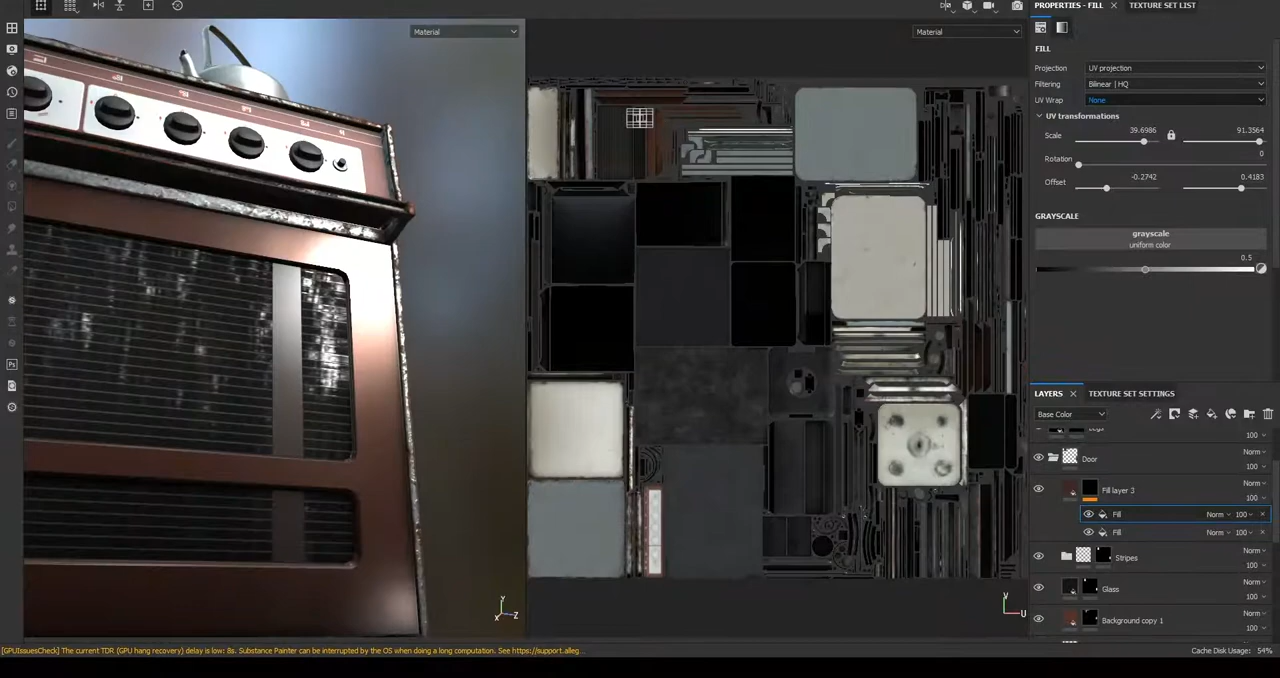 PROPERTIES - FILL ✕ TEXTURE SET LIST
Material
Material
FILL
Projection UV projection
Filtering Bilinear | HQ
UV Wrap None
UV transformations
Scale 39.6986 91.3564
Rotation 0
Offset -0.2742 0.4183
GRAYSCALE
grayscale
uniform color
0.5
LAYERS ✕ TEXTURE SET SETTINGS
Base Color
100
Door Norm
100
Fill layer 3 Norm
100
Fill Norm 100 ✕
Fill Norm 100 ✕
Stripes Norm
100
Glass Norm
100
Background copy 1 Norm
100
Y
X Z
V
U
Ps
[GPUIssuesCheck] The current TDR (GPU hang recovery) delay is low: 8s. Substance Painter can be interrupted by the OS when doing a long computation. See https://support.alleg...
Cache Disk Usage: 54%